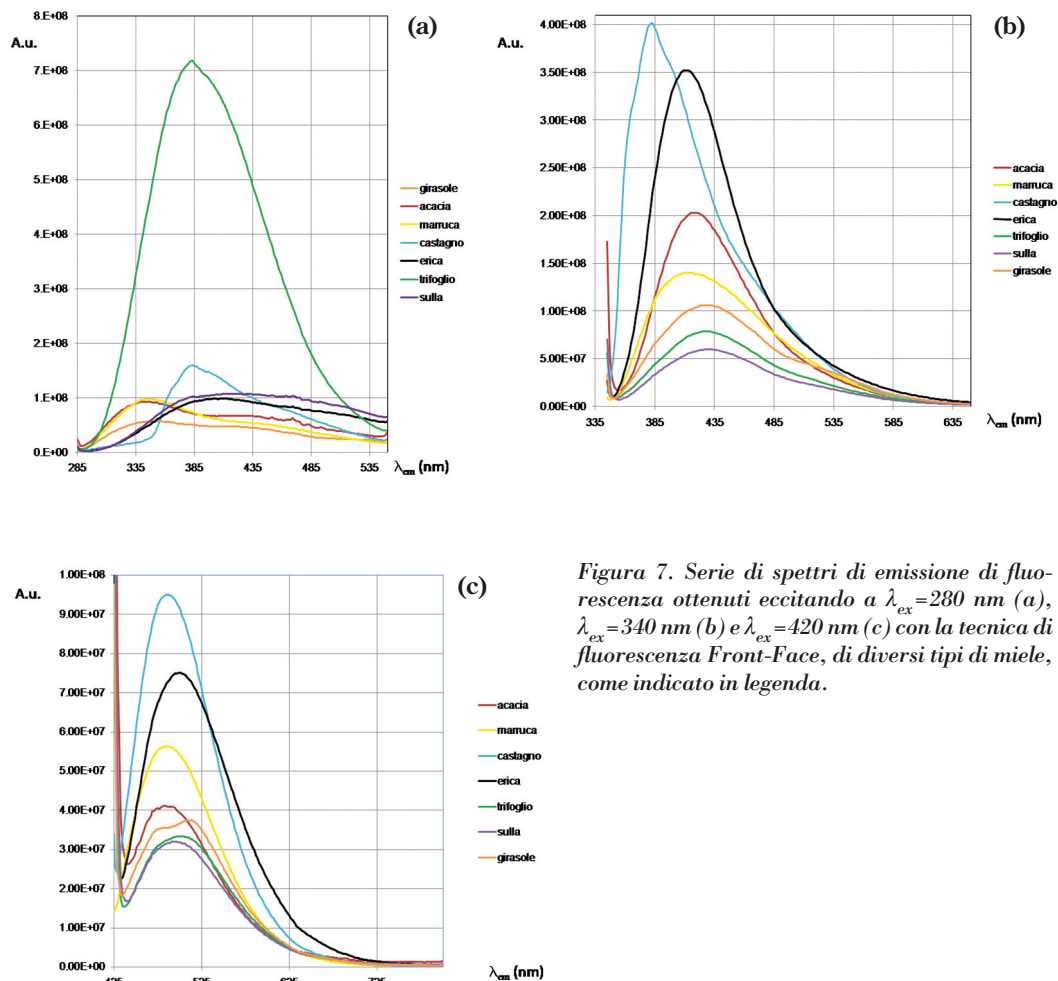 (a)
A.u.
8.E+08
7.E+08
6.E+08
5.E+08
4.E+08
3.E+08
2.E+08
1.E+08
0.E+00
285 335 385 435 485 535
λem (nm)
girasole
acacia
marruca
castagno
erica
trifoglio
sulla
(b)
A.u.
4.00E+08
3.50E+08
3.00E+08
2.50E+08
2.00E+08
1.50E+08
1.00E+08
5.00E+07
0.00E+00
335 385 435 485 535 585 635
λem (nm)
acacia
marruca
castagno
erica
trifoglio
sulla
girasole
(c)
A.u.
1.00E+08
9.00E+07
8.00E+07
7.00E+07
6.00E+07
5.00E+07
4.00E+07
3.00E+07
2.00E+07
1.00E+07
0.00E+00
425 525 625 725
λem (nm)
acacia
marruca
castagno
erica
trifoglio
sulla
girasole
Figura 7. Serie di spettri di emissione di fluo-
rescenza ottenuti eccitando a λex=280 nm (a),
λex=340 nm (b) e λex=420 nm (c) con la tecnica di
fluorescenza Front-Face, di diversi tipi di miele,
come indicato in legenda.